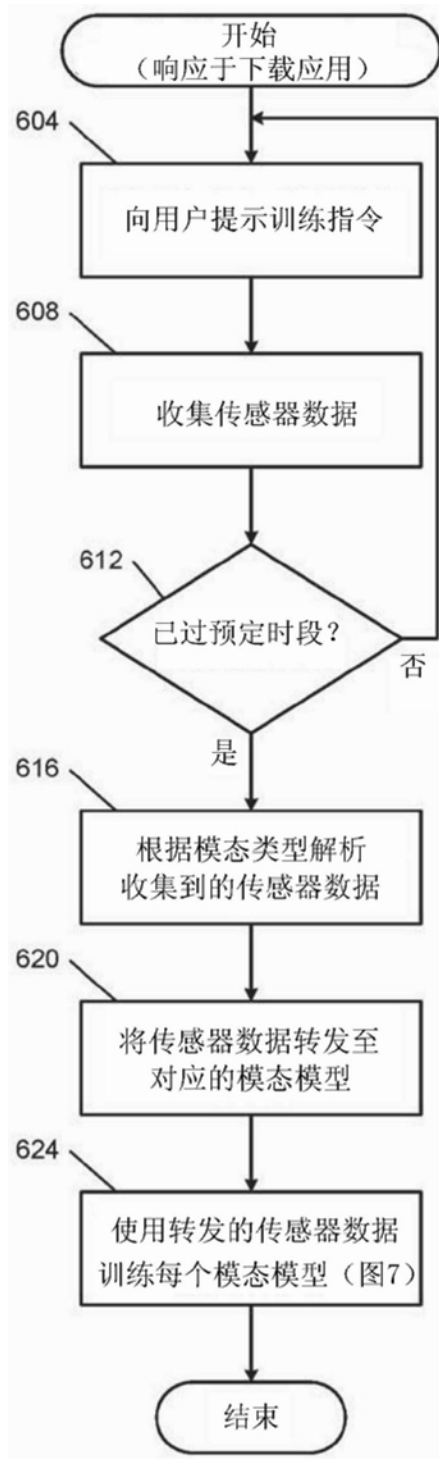 开始
（响应于下载应用）
604
向用户提示训练指令
608
收集传感器数据
612
已过预定时段？
否
是
616
根据模态类型解析
收集到的传感器数据
620
将传感器数据转发至
对应的模态模型
624
使用转发的传感器数据
训练每个模态模型（图7）
结束